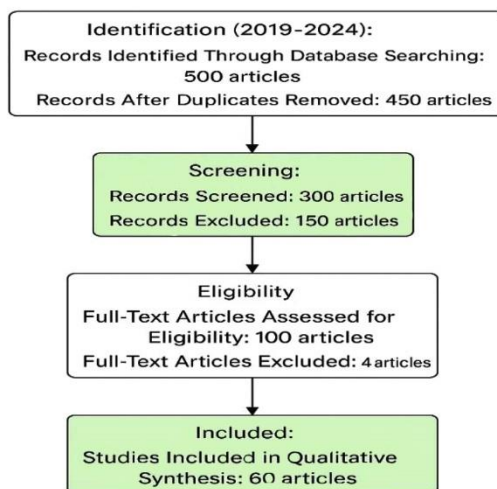 Identification (2019-2024):
Records Identified Through Database Searching:
500 articles
Records After Duplicates Removed: 450 articles
Screening:
Records Screened: 300 articles
Records Excluded: 150 articles
Eligibility
Full-Text Articles Assessed for
Eligibility: 100 articles
Full-Text Articles Excluded: 4 articles
Included:
Studies Included in Qualitative
Synthesis: 60 articles